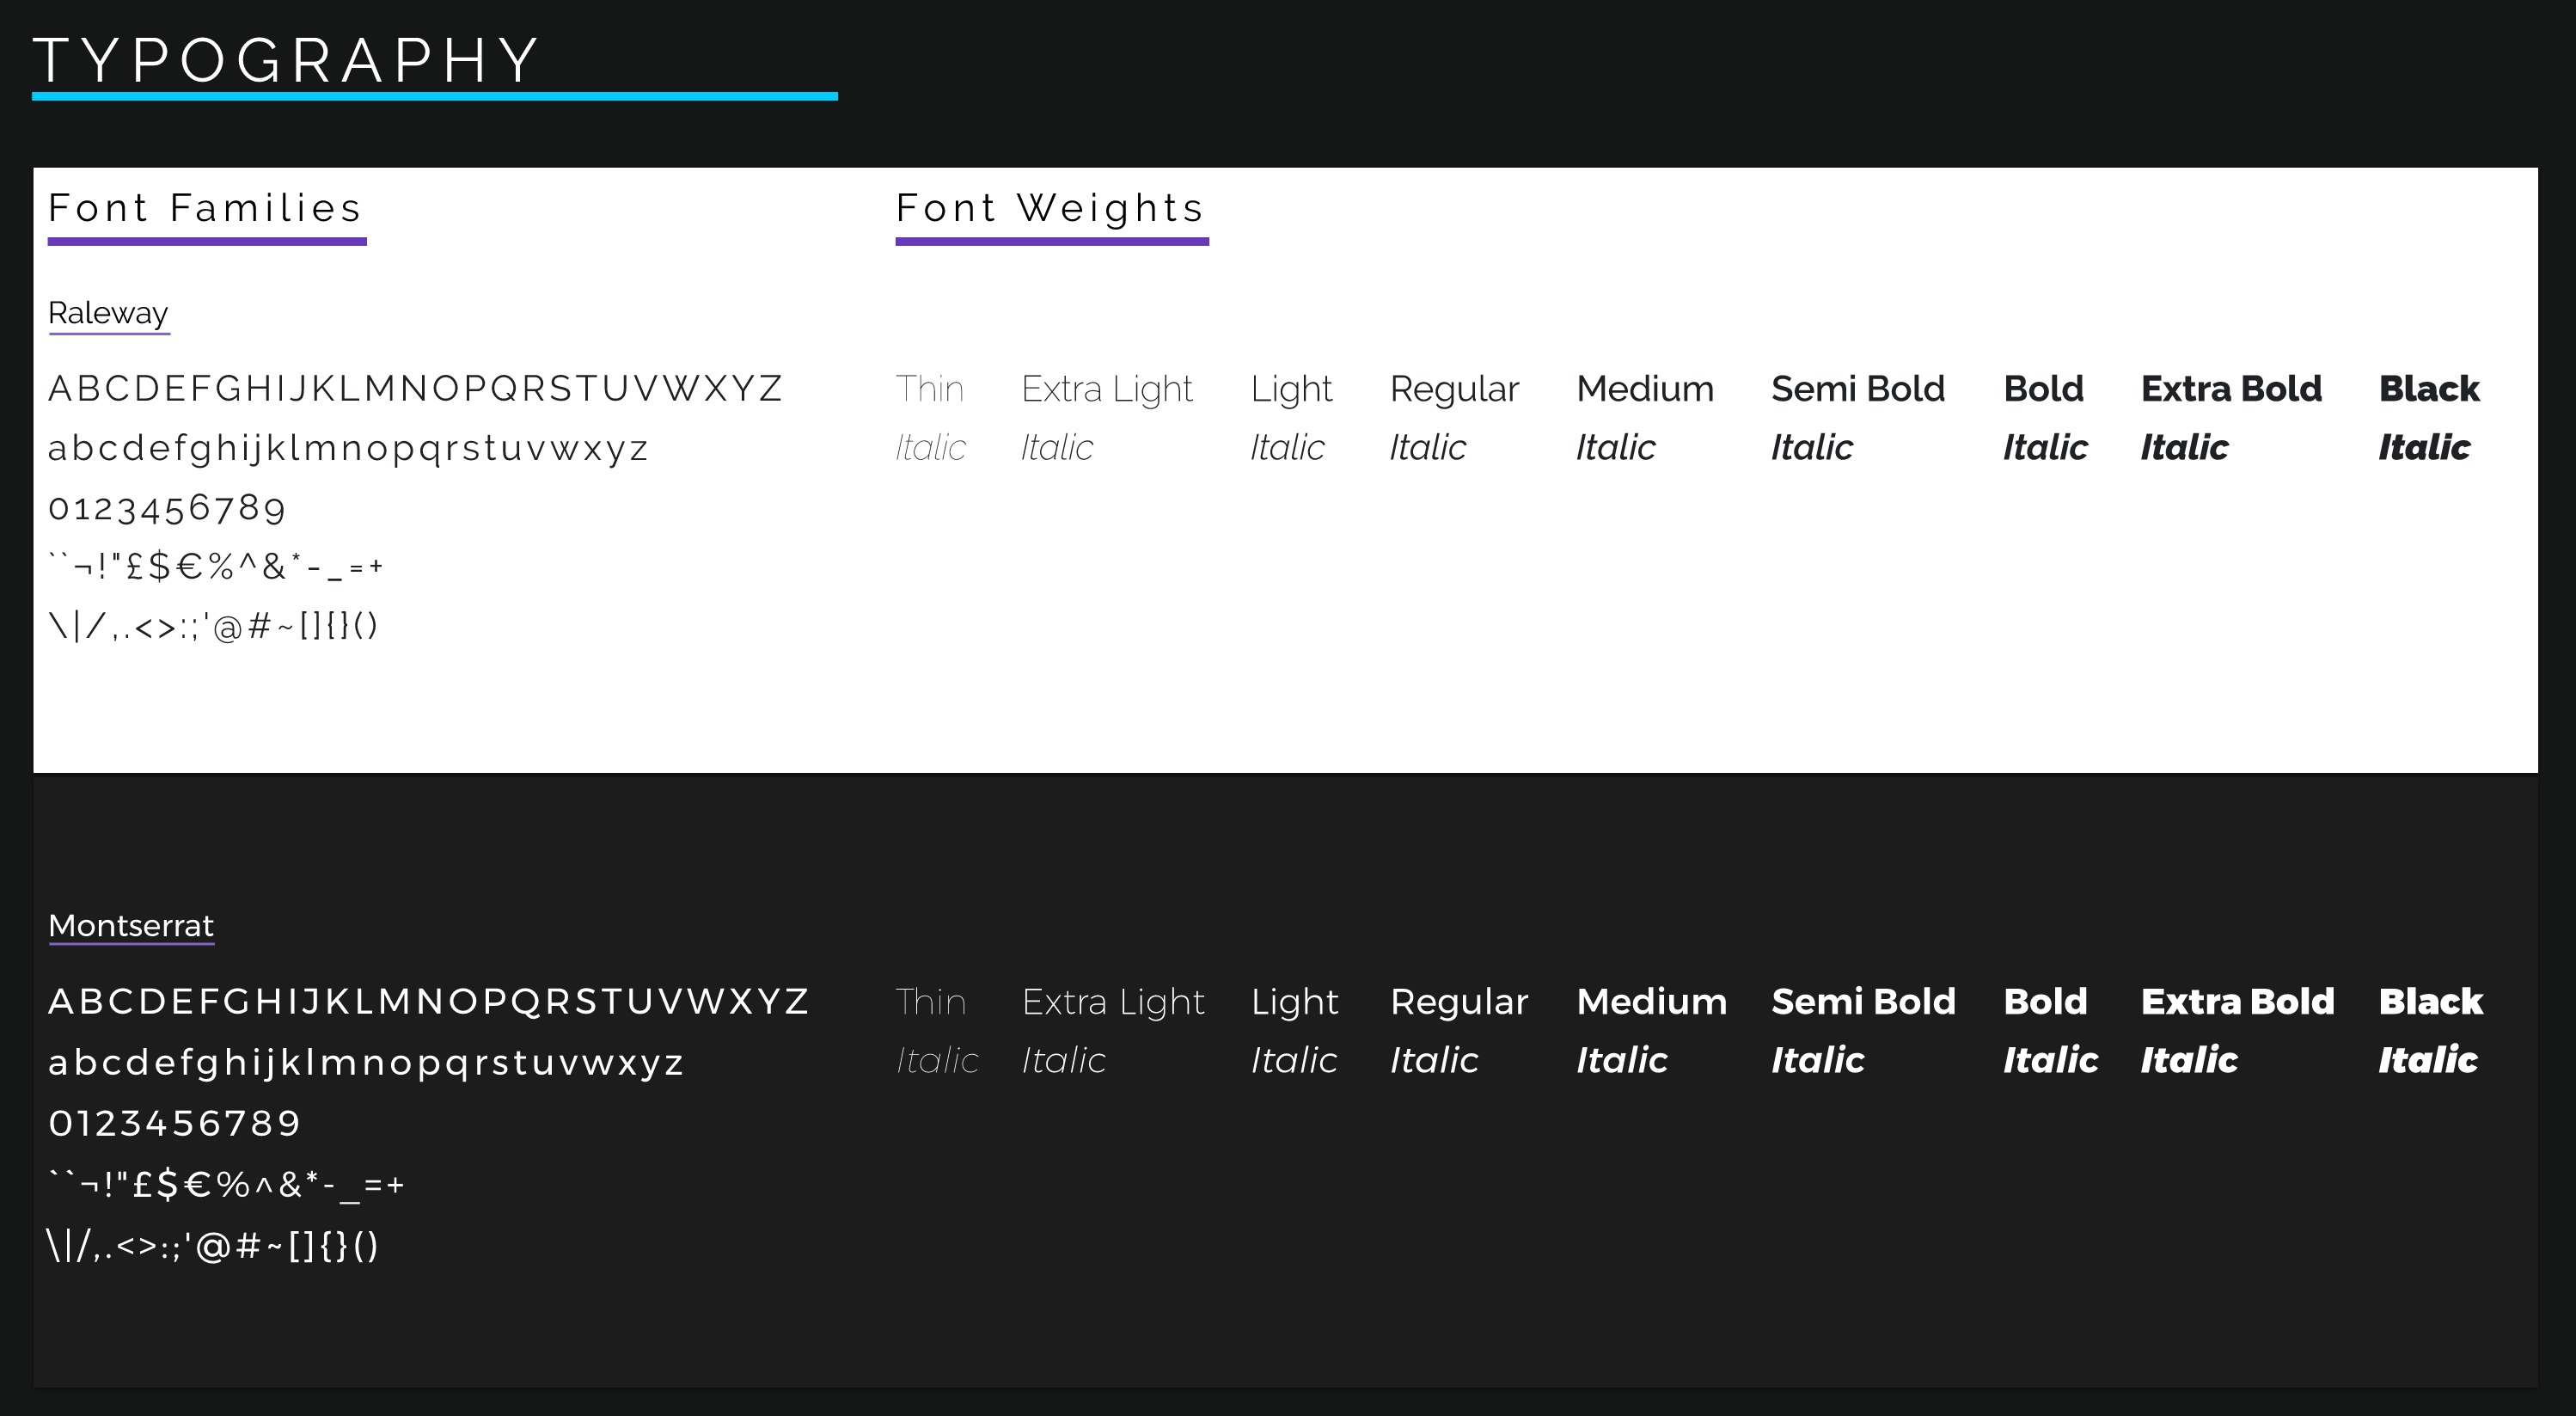 TYPOGRAPHY
Font Families
Font Weights
Raleway
ABCDEFGHIJKLMNOPQRSTUVWXYZ
abcdefghijklmnopqrstuvwxyz
0123456789
``¬!"£$€%^&*-_=+
\|/,.<>:;'@#~[]{}()
Thin Extra Light Light Regular Medium Semi Bold Bold Extra Bold Black
Italic Italic Italic Italic Italic Italic Italic Italic Italic
Montserrat
ABCDEFGHIJKLMNOPQRSTUVWXYZ
abcdefghijklmnopqrstuvwxyz
0123456789
``¬!"£$€%^&*-_=+
\|/,.<>:;'@#~[]{}()
Thin Extra Light Light Regular Medium Semi Bold Bold Extra Bold Black
Italic Italic Italic Italic Italic Italic Italic Italic Italic